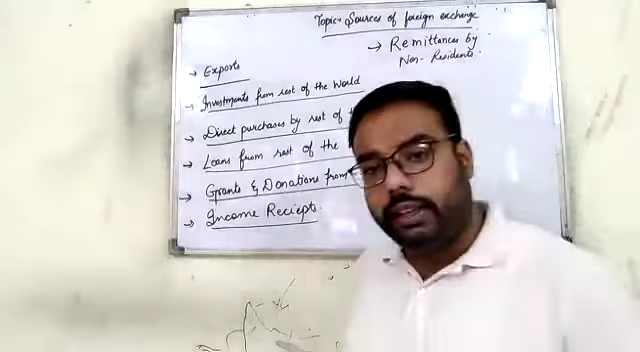 Topic:- Sources of foreign exchange
→ Remittances by
Non-Residents.
→ Exports
→ Investments from rest of the World
→ Direct purchases by rest of
→ Loans from rest of the
→ Grants & Donations from
→ Income Reciepts.